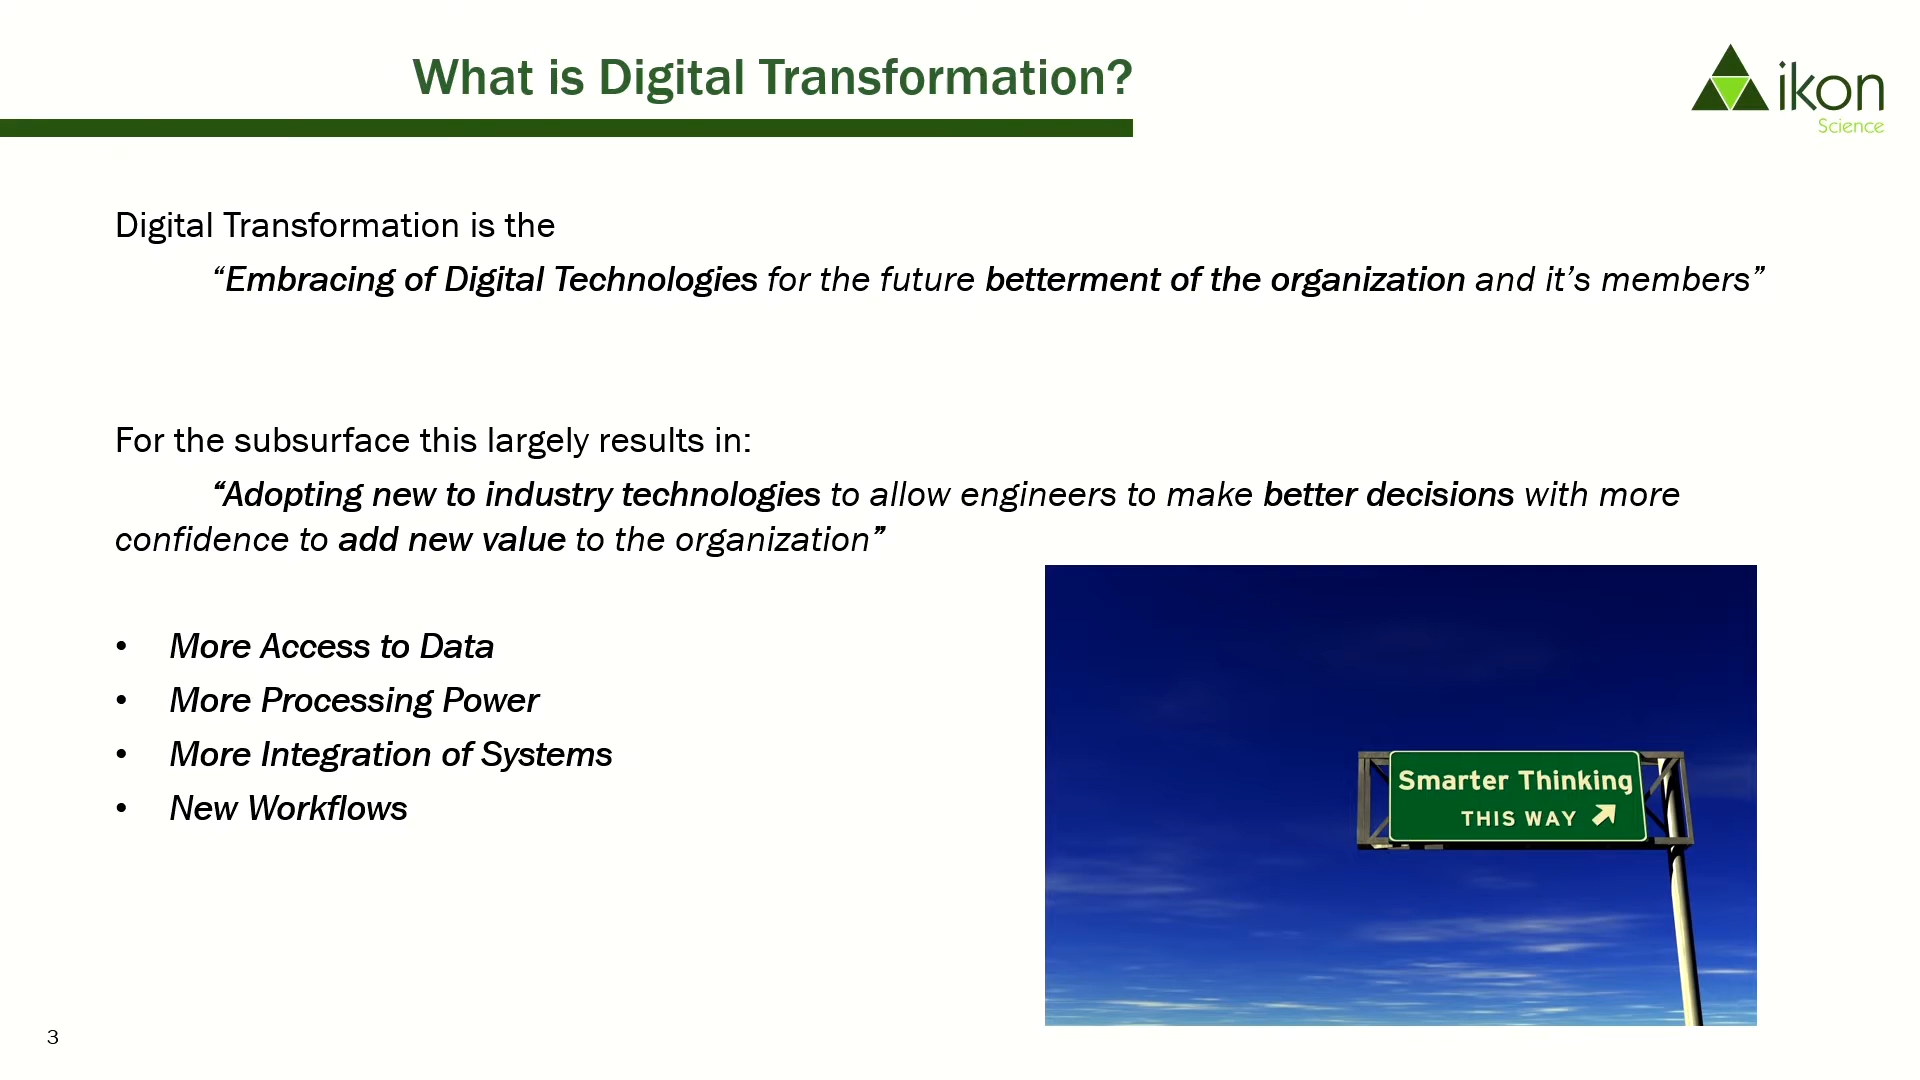 What is Digital Transformation?
ikon
Science
Digital Transformation is the
“Embracing of Digital Technologies for the future betterment of the organization and it’s members”
For the subsurface this largely results in:
“Adopting new to industry technologies to allow engineers to make better decisions with more
confidence to add new value to the organization”
• More Access to Data
• More Processing Power
• More Integration of Systems
• New Workflows
Smarter Thinking
THIS WAY
3